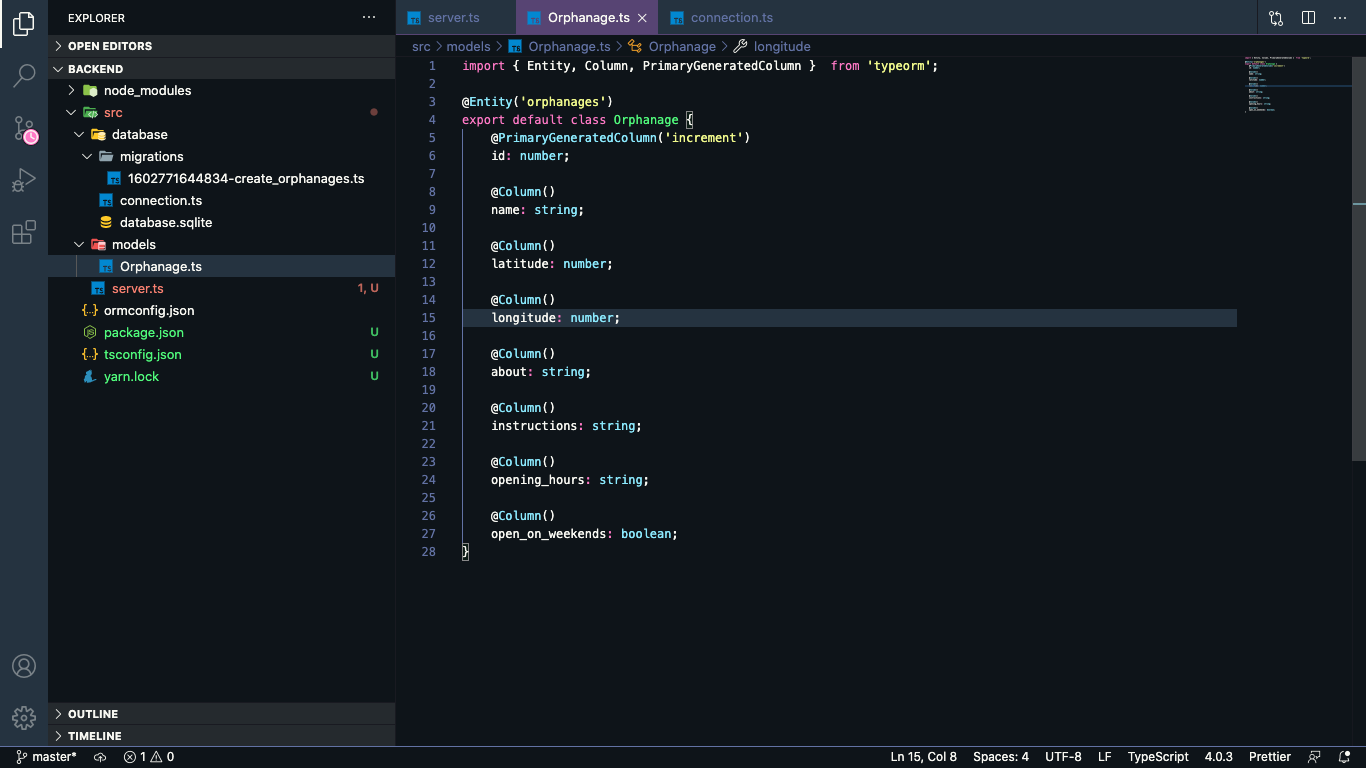 EXPLORER
OPEN EDITORS
BACKEND
node_modules
src
database
migrations
1602771644834-create_orphanages.ts
connection.ts
database.sqlite
models
Orphanage.ts
server.ts 1, U
ormconfig.json
package.json U
tsconfig.json U
yarn.lock U
OUTLINE
TIMELINE
server.ts Orphanage.ts connection.ts
src > models > Orphanage.ts > Orphanage > longitude
1 import { Entity, Column, PrimaryGeneratedColumn }  from 'typeorm';
2
3 @Entity('orphanages')
4 export default class Orphanage {
5     @PrimaryGeneratedColumn('increment')
6     id: number;
7
8     @Column()
9     name: string;
10
11     @Column()
12     latitude: number;
13
14     @Column()
15     longitude: number;
16
17     @Column()
18     about: string;
19
20     @Column()
21     instructions: string;
22
23     @Column()
24     opening_hours: string;
25
26     @Column()
27     open_on_weekends: boolean;
28 }
master* 1 0 Ln 15, Col 8 Spaces: 4 UTF-8 LF TypeScript 4.0.3 Prettier